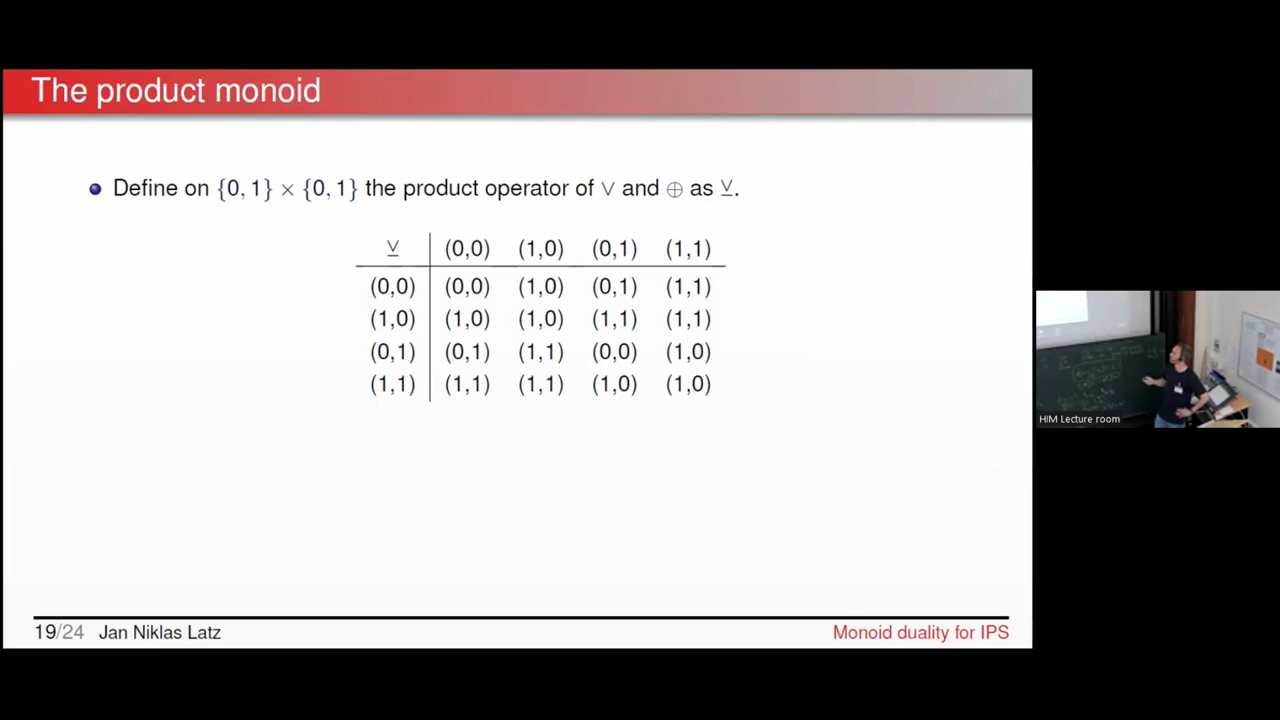 The product monoid
Define on {0, 1} × {0, 1} the product operator of ∨ and ⊕ as ⊻.
⊻ (0,0) (1,0) (0,1) (1,1)
(0,0) (0,0) (1,0) (0,1) (1,1)
(1,0) (1,0) (1,0) (1,1) (1,1)
(0,1) (0,1) (1,1) (0,0) (1,0)
(1,1) (1,1) (1,1) (1,0) (1,0)
HIM Lecture room
19/24 Jan Niklas Latz
Monoid duality for IPS